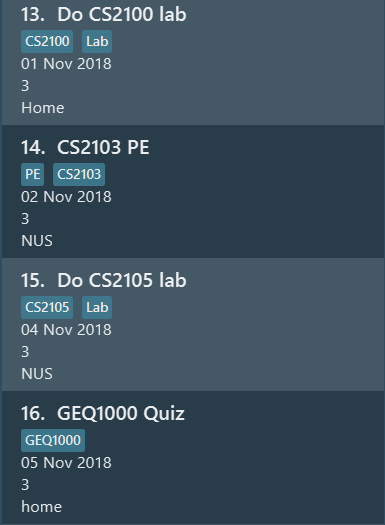 13. Do CS2100 lab
CS2100 Lab
01 Nov 2018
3
Home
14. CS2103 PE
PE CS2103
02 Nov 2018
3
NUS
15. Do CS2105 lab
CS2105 Lab
04 Nov 2018
3
NUS
16. GEQ1000 Quiz
GEQ1000
05 Nov 2018
3
home